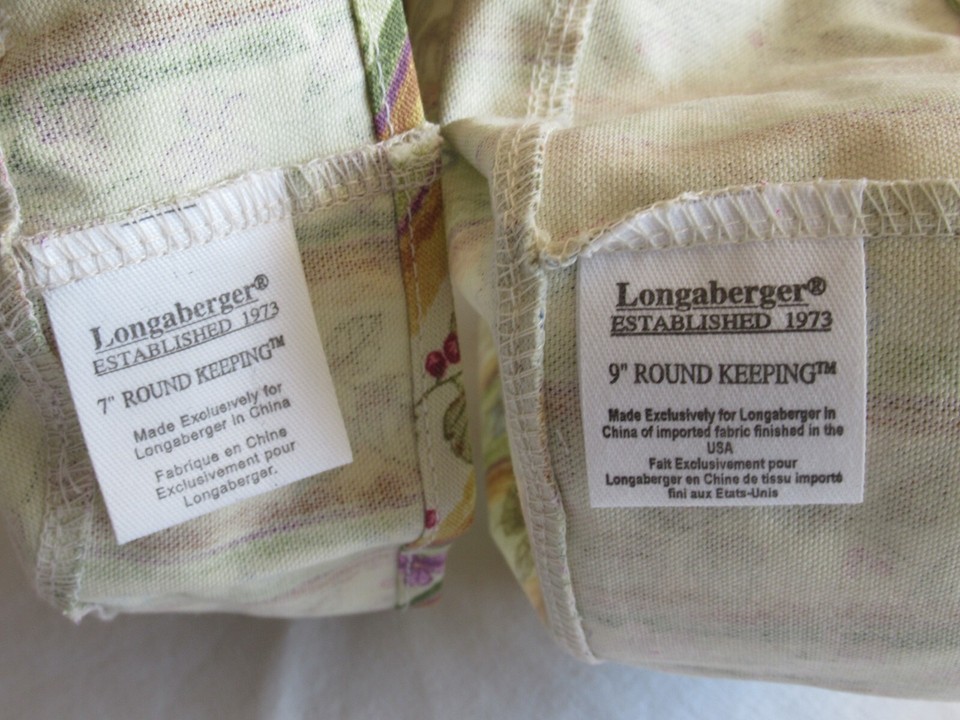 Longaberger®
ESTABLISHED 1973
7" ROUND KEEPING™
Made Exclusively for
Longaberger in China
Fabrique en Chine
Exclusivement pour
Longaberger.
Longaberger®
ESTABLISHED 1973
9" ROUND KEEPING™
Made Exclusively for Longaberger in
China of imported fabric finished in the
USA
Fait Exclusivement pour
Longaberger en Chine de tissu importé
fini aux Etats-Unis